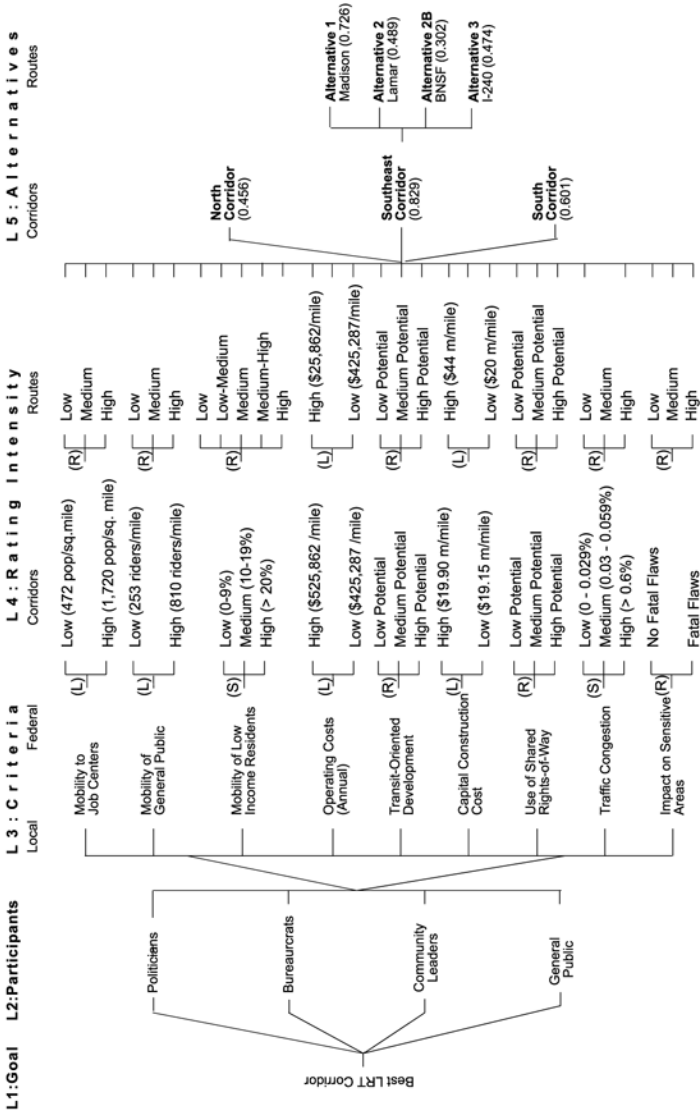 L1:Goal
L2:Participants
L3:Criteria
Local
Federal
L4:Rating Intensity
Corridors
Routes
L5:Alternatives
Corridors
Routes
Best LRT Corridor
Politicians
Bureaurcrats
Community
Leaders
General
Public
Mobility to
Job Centers
Mobility of
General Public
Mobility of Low
Income Residents
Operating Costs
(Annual)
Transit-Oriented
Development
Capital Construction
Cost
Use of Shared
Rights-of-Way
Traffic Congestion
Impact on Sensitive
Areas
(L)
Low (472 pop/sq.mile)
High (1,720 pop/sq. mile)
(L)
Low (253 riders/mile)
High (810 riders/mile)
(S)
Low (0-9%)
Medium (10-19%)
High (> 20%)
(L)
High ($525,862 /mile)
Low ($425,287 /mile)
(R)
Low Potential
Medium Potential
High Potential
(L)
High ($19.90 m/mile)
Low ($19.15 m/mile)
(R)
Low Potential
Medium Potential
High Potential
(S)
Low (0 - 0.029%)
Medium (0.03 - 0.059%)
High (> 0.6%)
(R)
No Fatal Flaws
Fatal Flaws
(R)
Low
Medium
High
(R)
Low
Medium
High
(R)
Low
Low-Medium
Medium
Medium-High
High
(L)
High ($25,862/mile)
Low ($425,287/mile)
(R)
Low Potential
Medium Potential
High Potential
(L)
High ($44 m/mile)
Low ($20 m/mile)
(R)
Low Potential
Medium Potential
High Potential
(R)
Low
Medium
High
(R)
Low
Medium
High
North
Corridor
(0.456)
Southeast
Corridor
(0.829)
South
Corridor
(0.601)
Alternative 1
Madison (0.726)
Alternative 2
Lamar (0.489)
Alternative 2B
BNSF (0.302)
Alternative 3
I-240 (0.474)